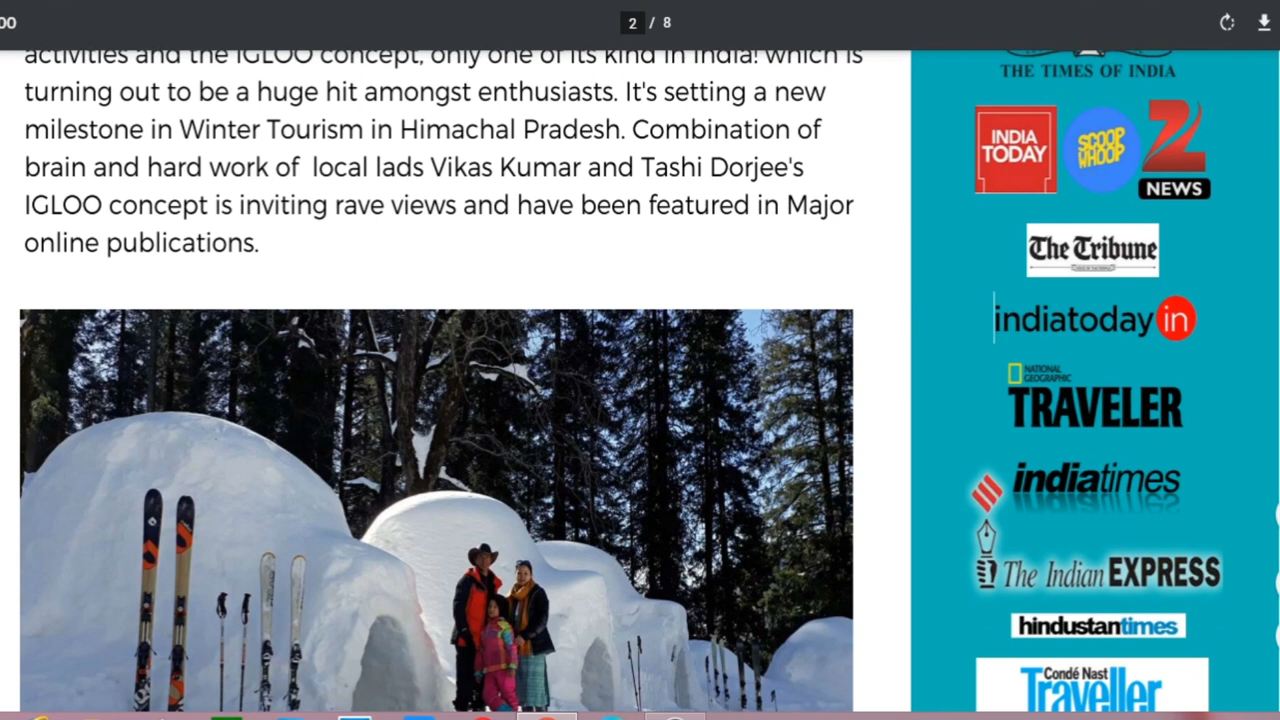 00
2 / 8
activities and the IGLOO concept, only one of its kind in India! which is
turning out to be a huge hit amongst enthusiasts. It's setting a new
milestone in Winter Tourism in Himachal Pradesh. Combination of
brain and hard work of local lads Vikas Kumar and Tashi Dorjee's
IGLOO concept is inviting rave views and have been featured in Major
online publications.
THE TIMES OF INDIA
INDIA
TODAY
SCOOP
WHOOP
Z
NEWS
The Tribune
indiatoday in
NATIONAL
GEOGRAPHIC
TRAVELER
indiatimes
The Indian EXPRESS
hindustantimes
Condé Nast
Traveller